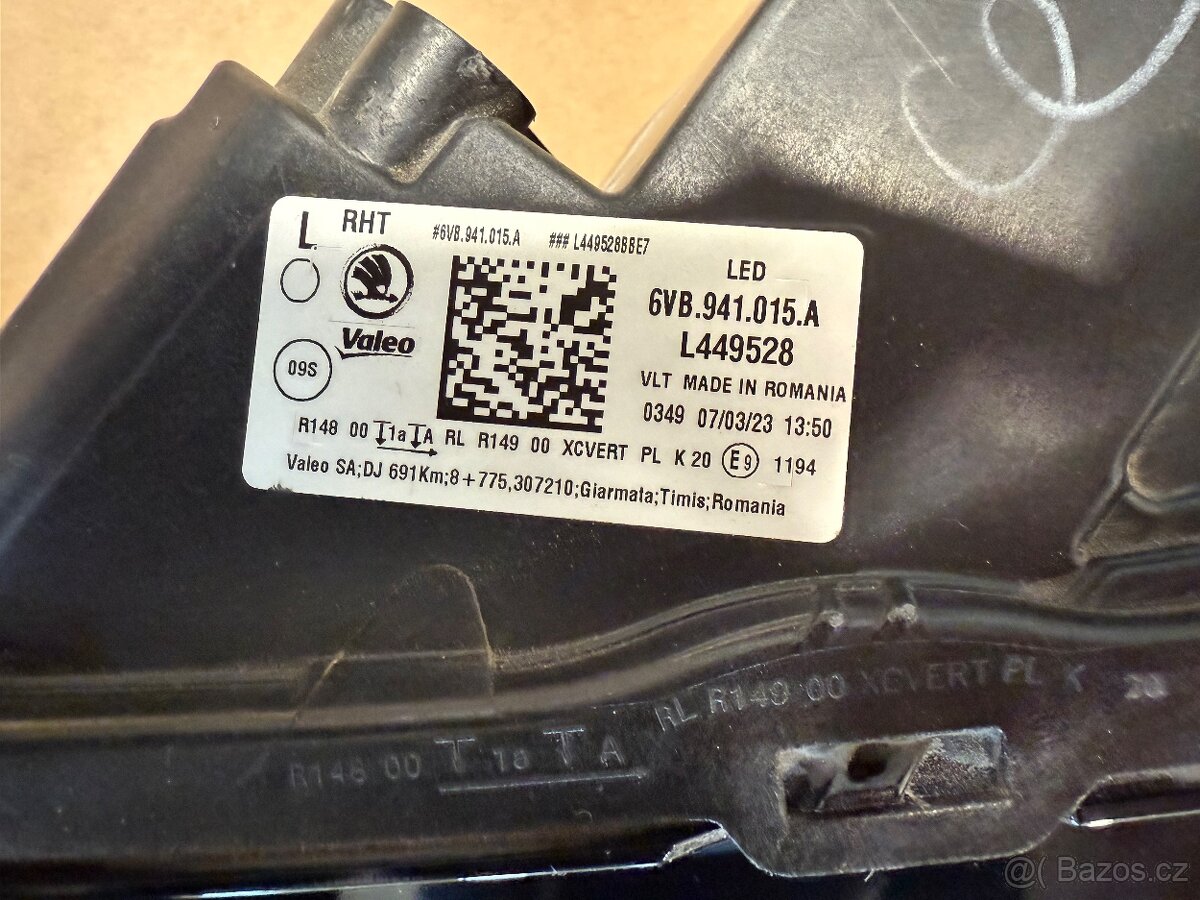 L RHT #6VB.941.015.A ### L449528BBE7
LED
6VB.941.015.A
Valeo
L449528
09S
VLT MADE IN ROMANIA
0349 07/03/23 13:50
R148 00 T1aTA RL R149 00 XCVERT PL K 20 E9 1194
Valeo SA;DJ 691Km;8+775,307210;Giarmata;Timis;Romania
R148 00 T 1a T A RL R149 00 XCVERT PL K 20
@( Bazos.cz